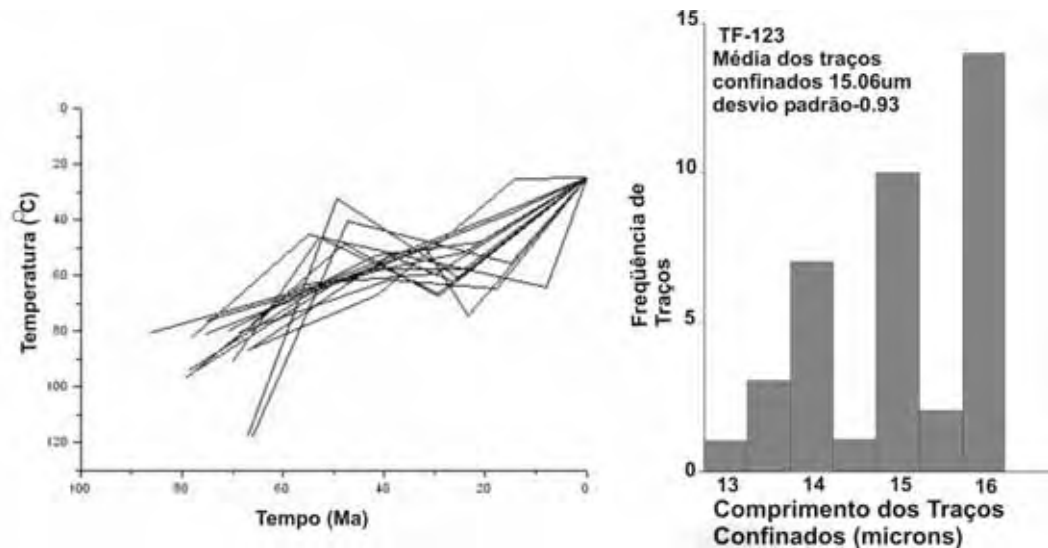 0
20
40
60
80
100
120
Temperatura (°C)
100
80
60
40
20
0
Tempo (Ma)
TF-123
Média dos traços
confinados 15.06um
desvio padrão-0.93
15
10
5
0
Freqüência de
Traços
13
14
15
16
Comprimento dos Traços
Confinados (microns)